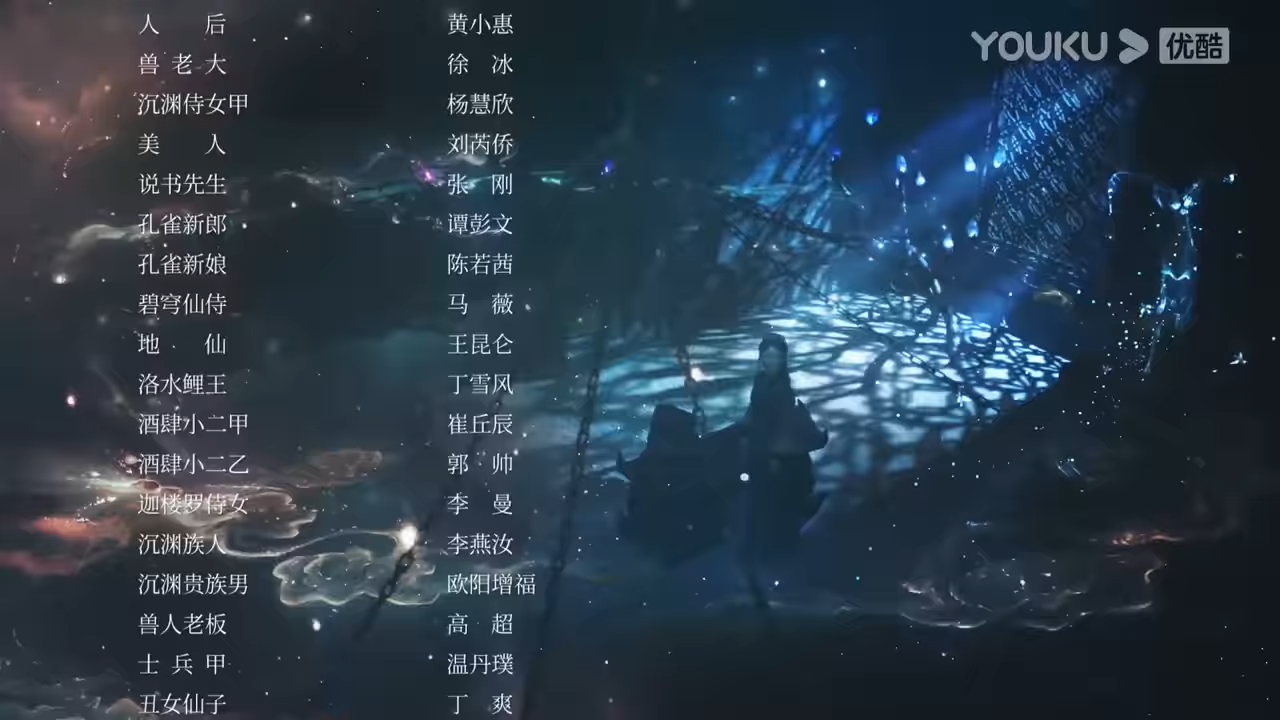 YOUKU 优酷
人 后 黄小惠
兽老大 徐 冰
沉渊侍女甲 杨慧欣
美 人 刘芮侨
说书先生 张 刚
孔雀新郎 谭彭文
孔雀新娘 陈若茜
碧穹仙侍 马 薇
地 仙 王昆仑
洛水鲤王 丁雪风
酒肆小二甲 崔丘辰
酒肆小二乙 郭 帅
迦楼罗侍女 李 曼
沉渊族人 李燕汝
沉渊贵族男 欧阳增福
兽人老板 高 超
士兵甲 温丹璞
丑女仙子 丁 爽